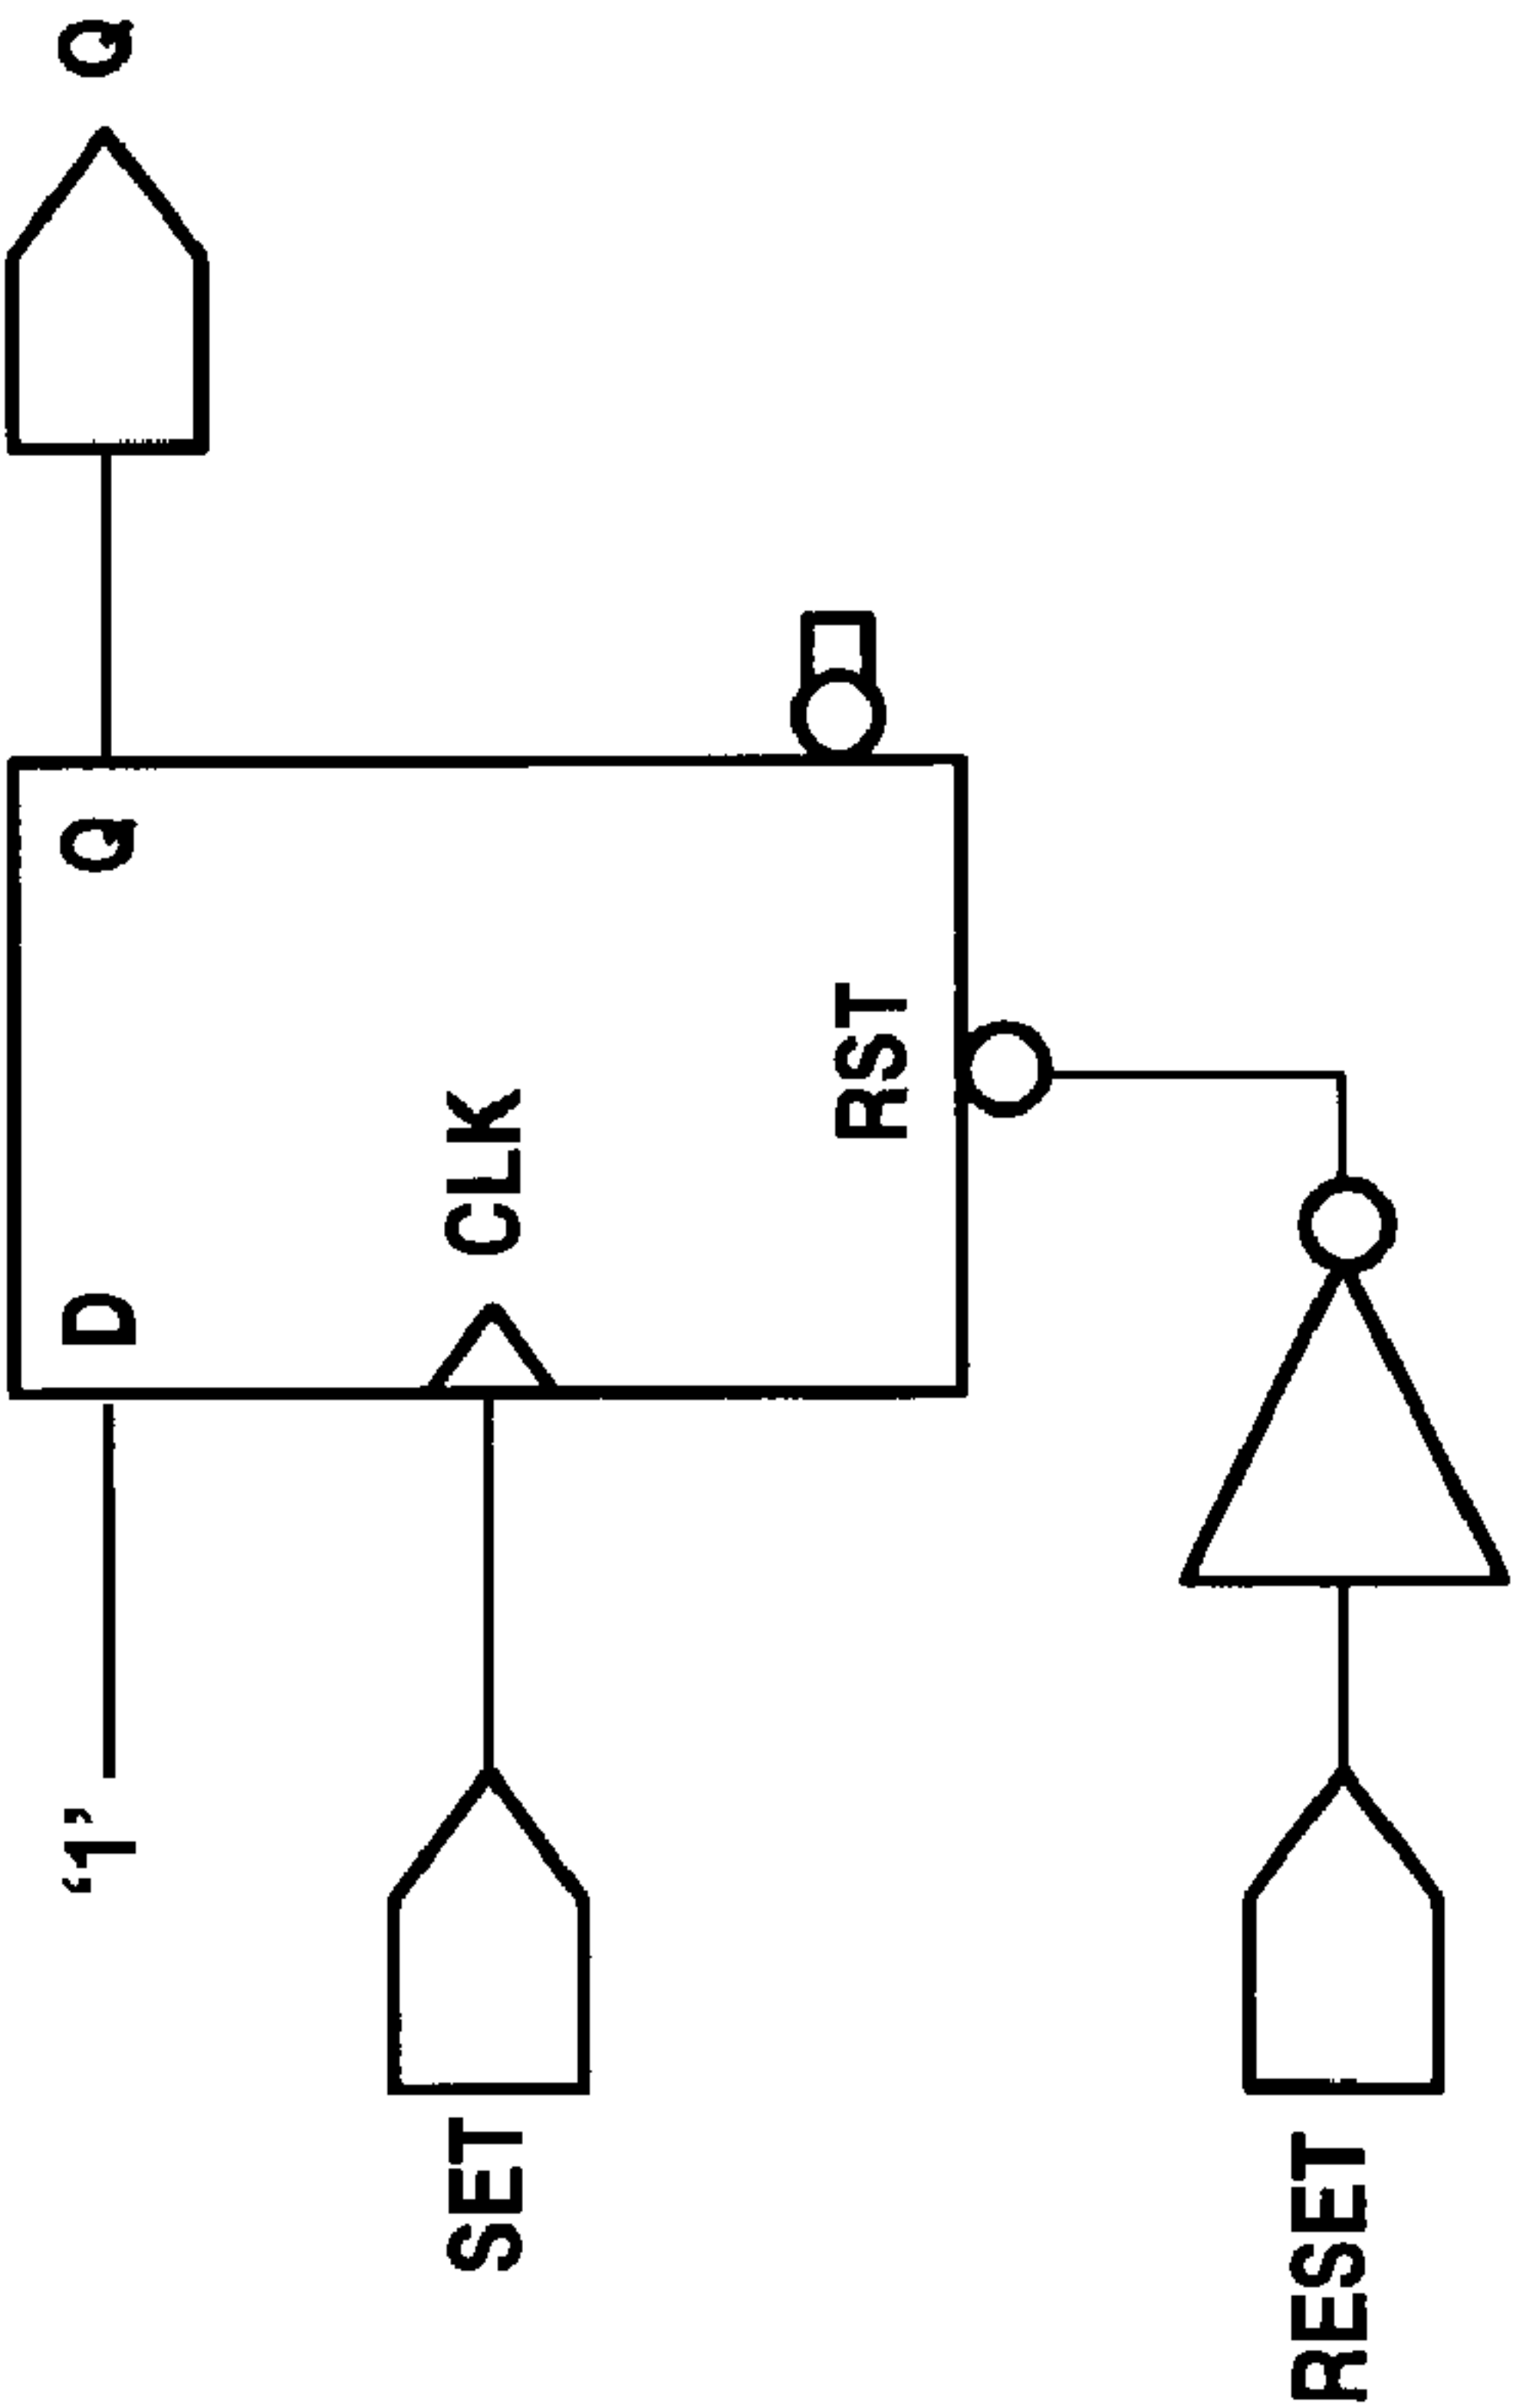 ‘1’ D Q Q
SET CLK
RST
RESET